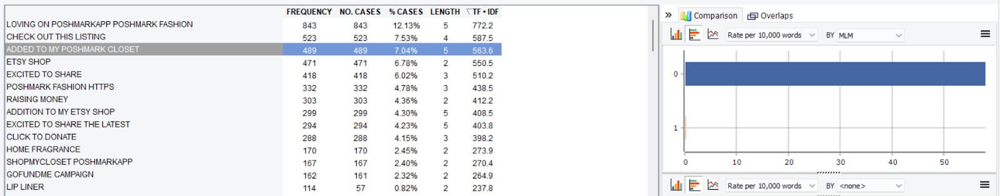 FREQUENCY NO. CASES % CASES LENGTH TF • IDF
LOVING ON POSHMARKAPP POSHMARK FASHION 843 843 12.13% 5 772.2
CHECK OUT THIS LISTING 523 523 7.53% 4 587.5
ADDED TO MY POSHMARK CLOSET 489 489 7.04% 5 563.6
ETSY SHOP 471 471 6.78% 2 550.5
EXCITED TO SHARE 418 418 6.02% 3 510.2
POSHMARK FASHION HTTPS 332 332 4.78% 3 438.5
RAISING MONEY 303 303 4.36% 2 412.2
ADDITION TO MY ETSY SHOP 299 299 4.30% 5 408.5
EXCITED TO SHARE THE LATEST 294 294 4.23% 5 403.8
CLICK TO DONATE 288 288 4.15% 3 398.2
HOME FRAGRANCE 170 170 2.45% 2 273.9
SHOPMYCLOSET POSHMARKAPP 167 167 2.40% 2 270.4
GOFUNDME CAMPAIGN 162 161 2.32% 2 264.9
LIP LINER 114 57 0.82% 2 237.8
» Comparison Overlaps
Rate per 10,000 words BY MLM
0
1
0 10 20 30 40 50
Rate per 10,000 words BY <none>